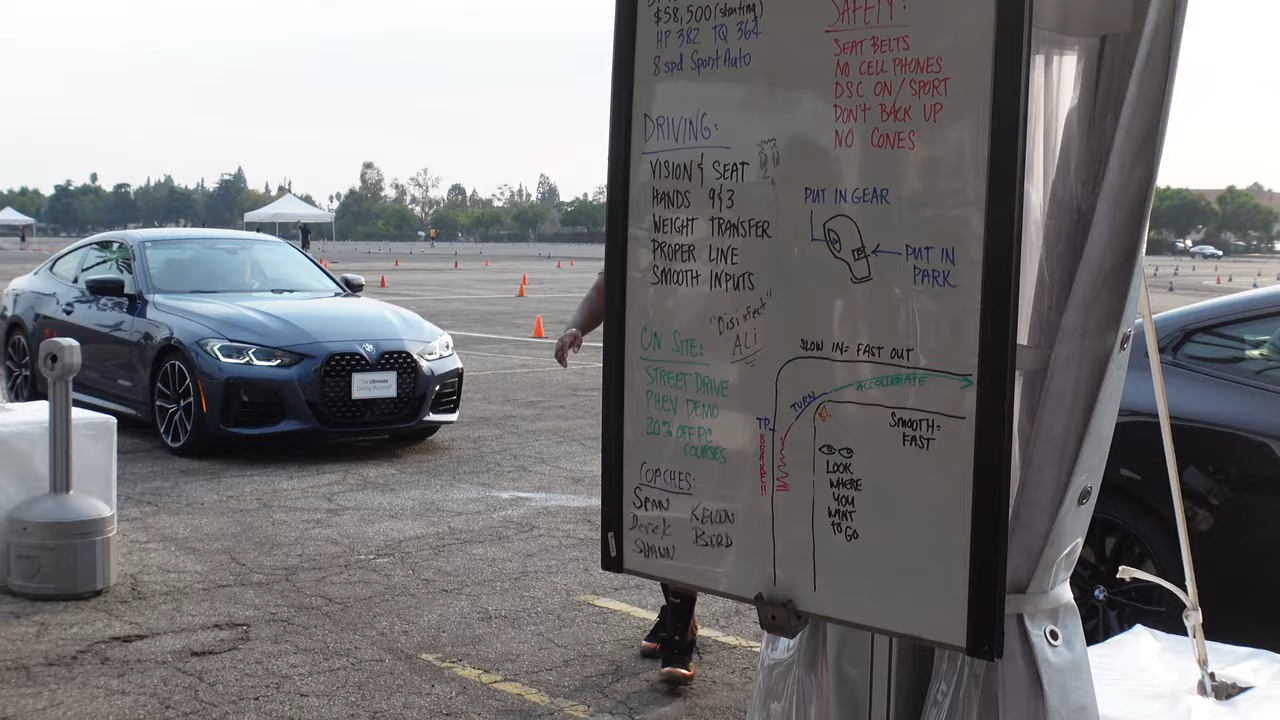 $58,500 (starting)
HP 382 TQ 364
8 spd Sport Auto
DRIVING:
VISION & SEAT
HANDS 9&3
WEIGHT TRANSFER
PROPER LINE
SMOOTH INPUTS
"Disinfect"
ALi
ON SITE:
STREET DRIVE
PHEV DEMO
20% OFF PC
COURSES
COACHES:
SEAN
Derek
SHAWN
KEVON
BIRD
SAFETY:
SEAT BELTS
NO CELL PHONES
DSC ON/SPORT
DON'T BACK UP
NO CONES
PUT IN GEAR
P
PUT IN
PARK
SLOW IN = FAST OUT
ACCELERATE
TURN
TP
SMOOTH=
FAST
LOOK
WHERE
YOU
WANT
to GO
The Ultimate
Driving Machine